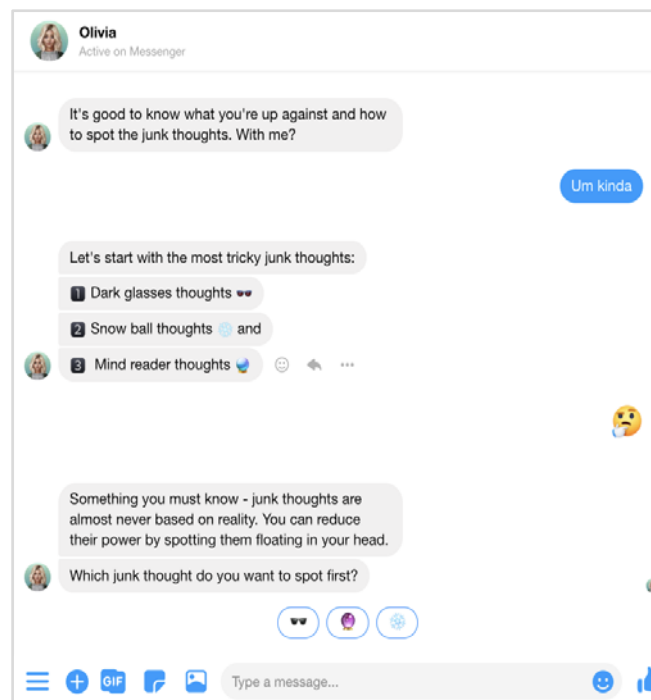 Olivia
Active on Messenger
It's good to know what you're up against and how
to spot the junk thoughts. With me?
Um kinda
Let's start with the most tricky junk thoughts:
1 Dark glasses thoughts 🕶️
2 Snow ball thoughts ❄️ and
3 Mind reader thoughts 🔮
Something you must know - junk thoughts are
almost never based on reality. You can reduce
their power by spotting them floating in your head.
Which junk thought do you want to spot first?
GIF
Type a message...